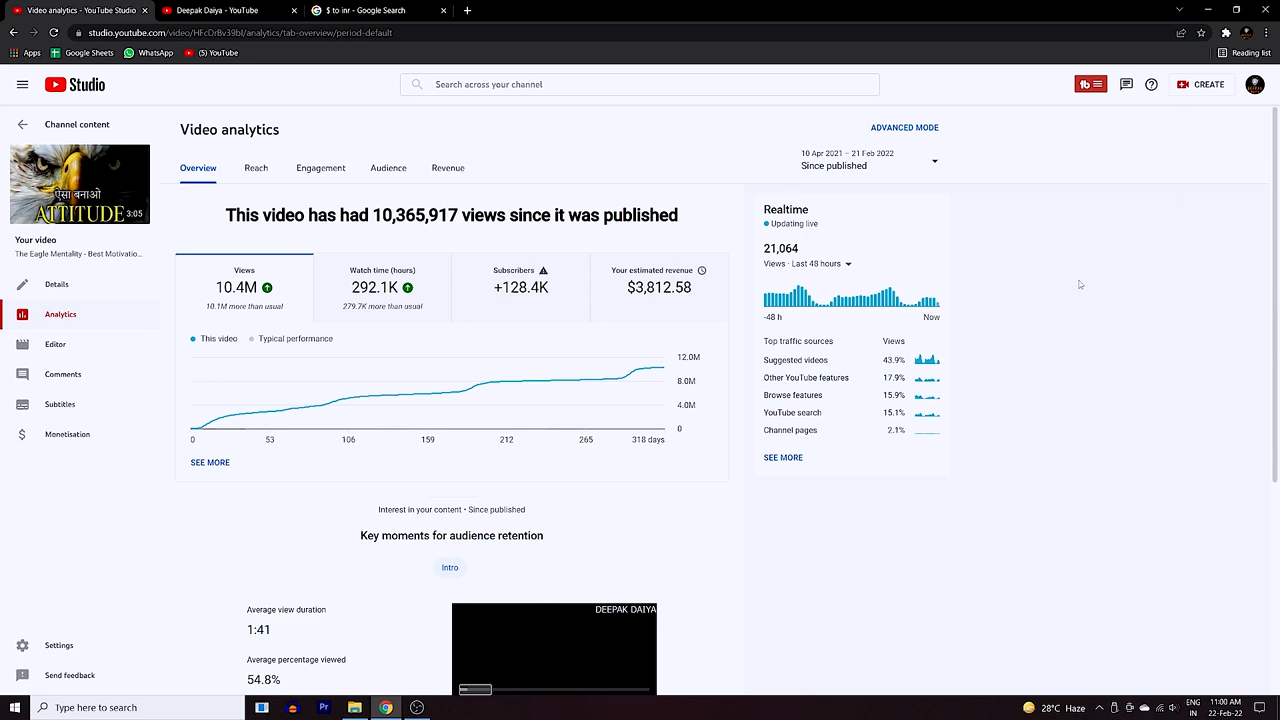 Video analytics - YouTube Studio
Deepak Daiya - YouTube
$ to inr - Google Search
studio.youtube.com/video/HFcDrBv39bI/analytics/tab-overview/period-default
Apps
Google Sheets
WhatsApp
(5) YouTube
Reading list
Studio
Search across your channel
CREATE
Channel content
Video analytics
ADVANCED MODE
10 Apr 2021 – 21 Feb 2022
Since published
Overview
Reach
Engagement
Audience
Revenue
ऐसा बनाओ
ATTITUDE
3:05
Your video
The Eagle Mentality - Best Motivatio...
Details
Analytics
Editor
Comments
Subtitles
Monetisation
Settings
Send feedback
This video has had 10,365,917 views since it was published
Views
10.4M
10.1M more than usual
Watch time (hours)
292.1K
279.7K more than usual
Subscribers
+128.4K
Your estimated revenue
$3,812.58
This video
Typical performance
12.0M
8.0M
4.0M
0
0
53
106
159
212
265
318 days
SEE MORE
Interest in your content • Since published
Key moments for audience retention
Intro
Average view duration
1:41
Average percentage viewed
54.8%
DEEPAK DAIYA
Realtime
Updating live
21,064
Views · Last 48 hours
-48 h
Now
Top traffic sources
Views
Suggested videos
43.9%
Other YouTube features
17.9%
Browse features
15.9%
YouTube search
15.1%
Channel pages
2.1%
SEE MORE
Type here to search
Pr
28°C Haze
ENG
IN
11:00 AM
22-Feb-22